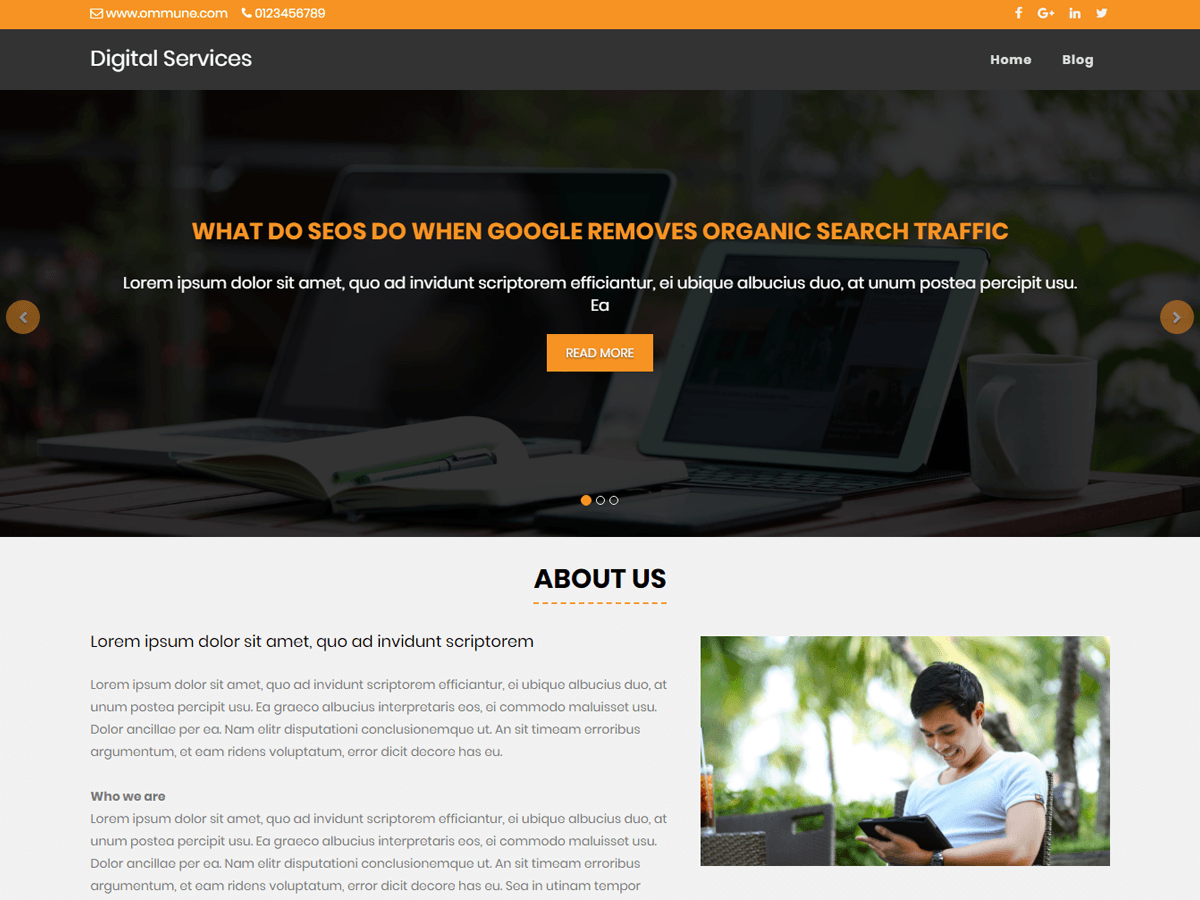 www.ommune.com 0123456789
Digital Services
Home Blog
WHAT DO SEOS DO WHEN GOOGLE REMOVES ORGANIC SEARCH TRAFFIC
Lorem ipsum dolor sit amet, quo ad invidunt scriptorem efficiantur, ei ubique albucius duo, at unum postea percipit usu.
Ea
READ MORE
ABOUT US
Lorem ipsum dolor sit amet, quo ad invidunt scriptorem
Lorem ipsum dolor sit amet, quo ad invidunt scriptorem efficiantur, ei ubique albucius duo, at
unum postea percipit usu. Ea graeco albucius interpretaris eos, ei commodo maluisset usu.
Dolor ancillae per ea. Nam elitr disputationi conclusionemque ut. An sit timeam erroribus
argumentum, et eam ridens voluptatum, error dicit decore has eu.
Who we are
Lorem ipsum dolor sit amet, quo ad invidunt scriptorem efficiantur, ei ubique albucius duo, at
unum postea percipit usu. Ea graeco albucius interpretaris eos, ei commodo maluisset usu.
Dolor ancillae per ea. Nam elitr disputationi conclusionemque ut. An sit timeam erroribus
argumentum, et eam ridens voluptatum, error dicit decore has eu. Sea in utinam tempor